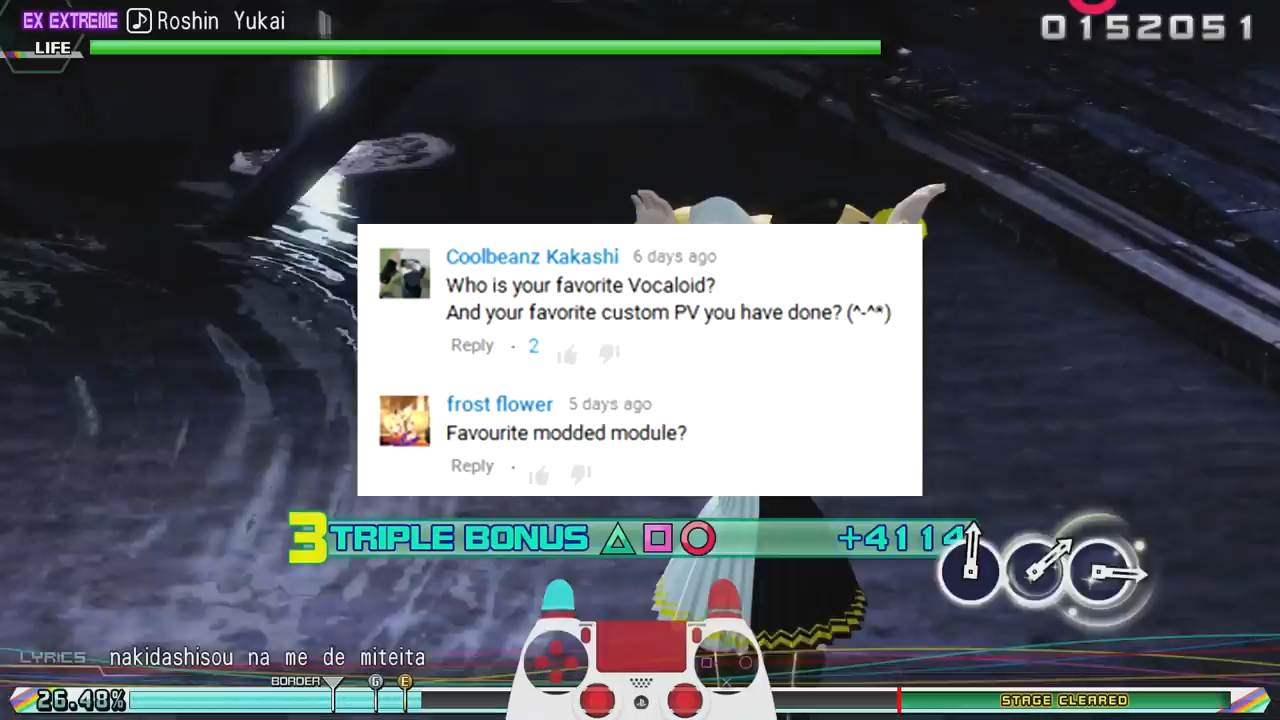 EX EXTREME Roshin Yukai
0152051
LIFE
Coolbeanz Kakashi 6 days ago
Who is your favorite Vocaloid?
And your favorite custom PV you have done? (^-^*)
Reply · 2
frost flower 5 days ago
Favourite modded module?
Reply ·
3 TRIPLE BONUS +4114
LYRICS nakidashisou na me de miteita
BORDER G E
26.48% STAGE CLEARED